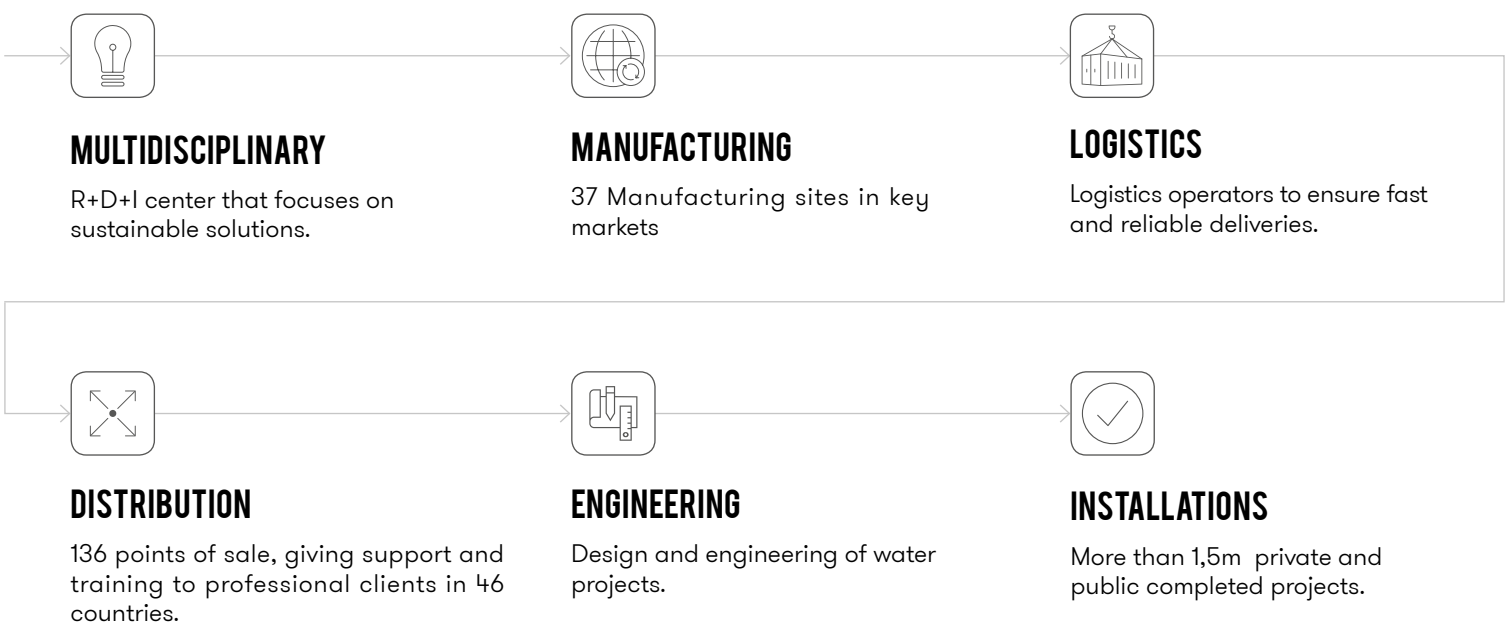 MULTIDISCIPLINARY
R+D+I center that focuses on
sustainable solutions.
MANUFACTURING
37 Manufacturing sites in key
markets
LOGISTICS
Logistics operators to ensure fast
and reliable deliveries.
DISTRIBUTION
136 points of sale, giving support and
training to professional clients in 46
countries.
ENGINEERING
Design and engineering of water
projects.
INSTALLATIONS
More than 1,5m  private and
public completed projects.